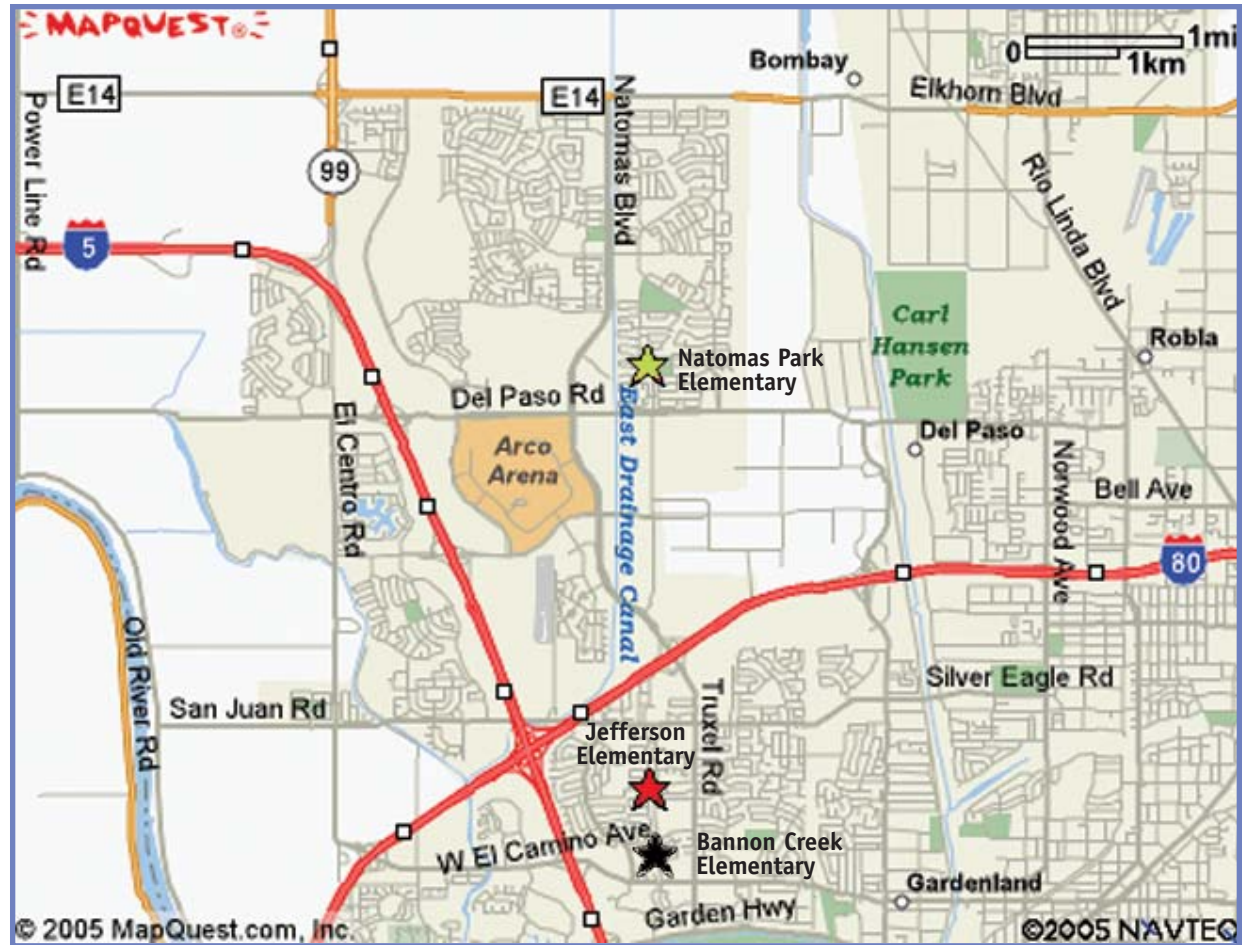 MAPQUEST
0 1mi
1km
Bombay
E14
E14
Elkhorn Blvd
Power Line Rd
Natomas Blvd
99
Rio Linda Blvd
5
Carl
Hansen
Park
Robla
Natomas Park
Elementary
Del Paso Rd
El Centro Rd
East Drainage Canal
Arco
Arena
Del Paso
Norwood Ave
Bell Ave
80
Old River Rd
Silver Eagle Rd
San Juan Rd
Truxel Rd
Jefferson
Elementary
W El Camino Ave
Bannon Creek
Elementary
Gardenland
Garden Hwy
© 2005 MapQuest.com, Inc.
©2005 NAVTEQ